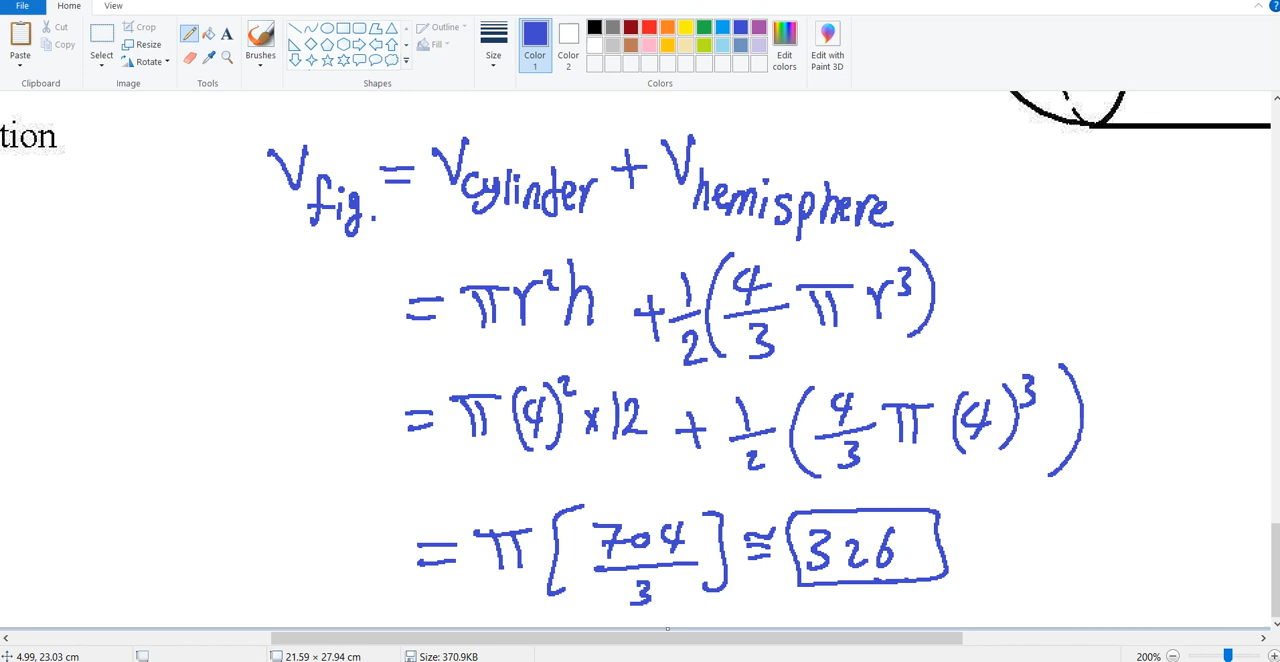 File Home View
Paste Cut Copy Clipboard
Select Crop Resize Rotate Image
A Tools
Brushes
Outline Fill Shapes
Size
Color 1 Color 2 Edit colors Edit with Paint 3D Colors
tion
V fig. = V cylinder + V hemisphere
= πr²h + 1/2 (4/3 π r³)
= π(4)² × 12 + 1/2 (4/3 π (4)³)
= π [704/3] ≅ 326
4.99, 23.03 cm 21.59 × 27.94 cm Size: 370.9KB 200%